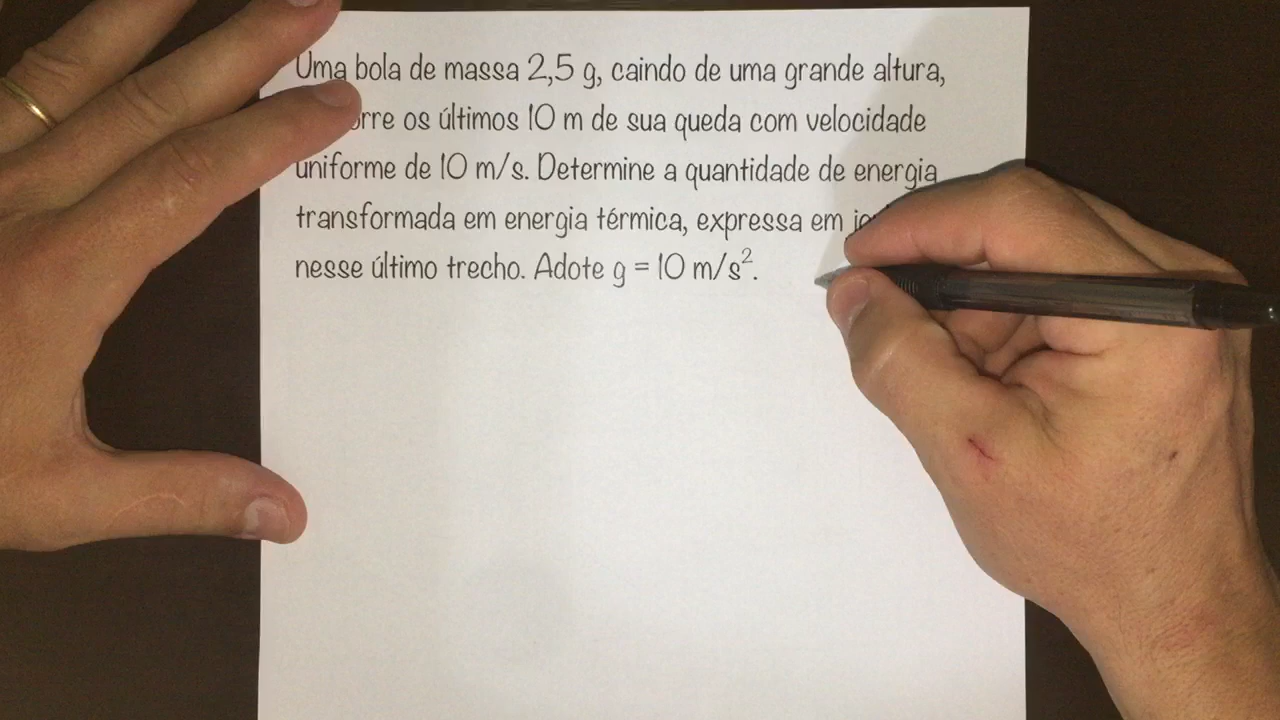 Uma bola de massa 2,5 g, caindo de uma grande altura,
os últimos 10 m de sua queda com velocidade
uniforme de 10 m/s. Determine a quantidade de energia
transformada em energia térmica, expressa em
nesse último trecho. Adote g = 10 m/s².